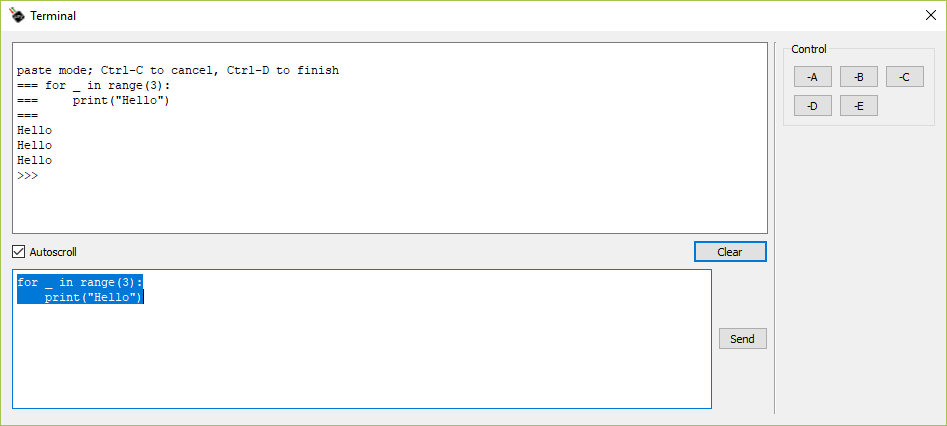 Terminal
paste mode; Ctrl-C to cancel, Ctrl-D to finish
=== for _ in range(3):
===     print("Hello")
===
Hello
Hello
Hello
>>>
Autoscroll
Clear
for _ in range(3):
    print("Hello")
Send
Control
-A -B -C
-D -E